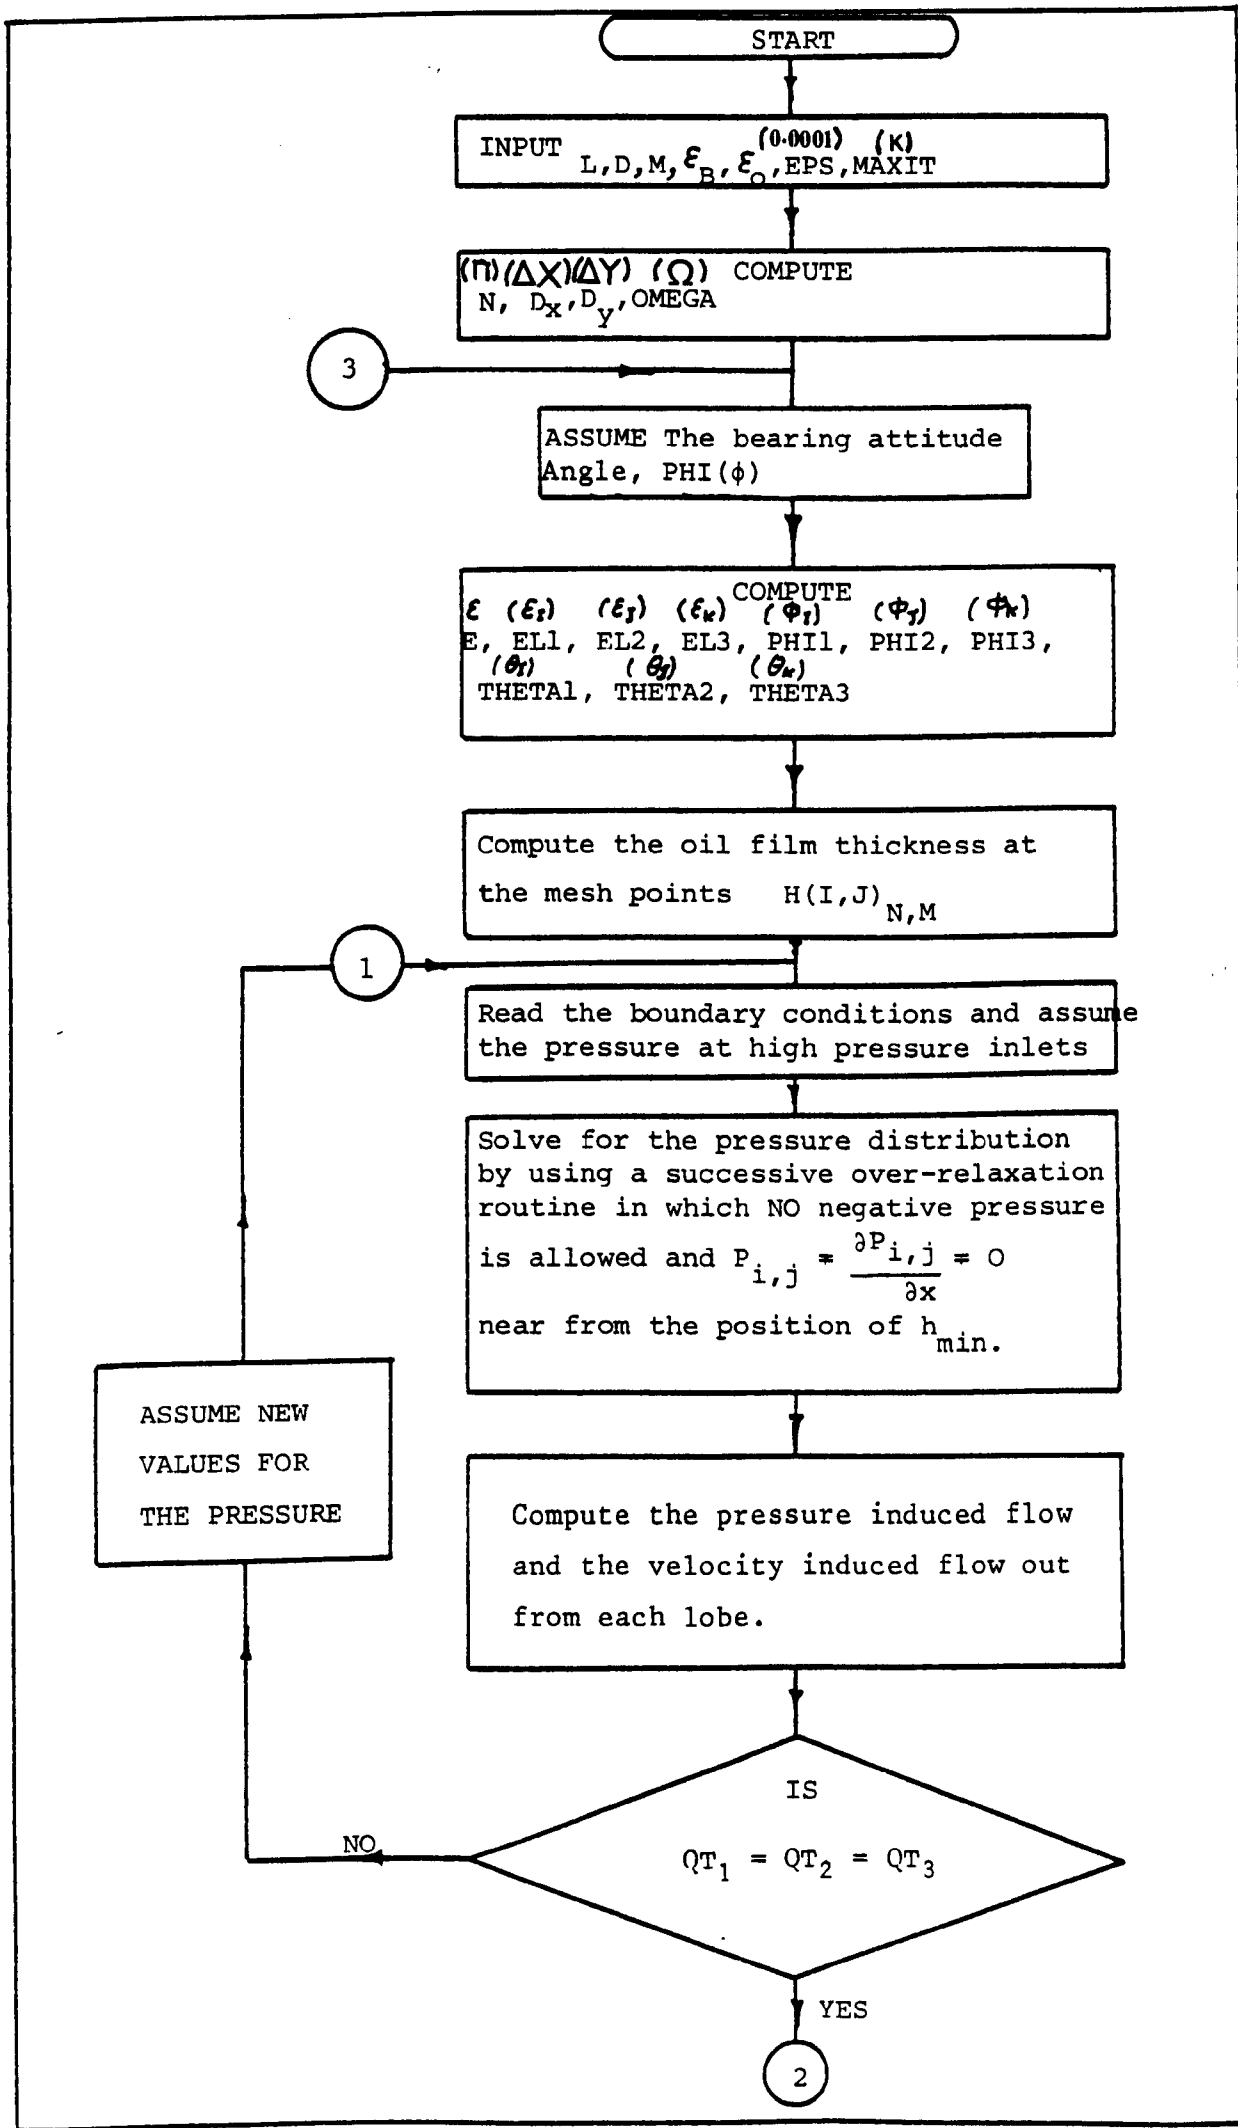 START
(0.0001) (K)
INPUT L,D,M,ε_B,ε_o,EPS,MAXIT
(Π)(ΔX)(ΔY) (Ω) COMPUTE
N, D_x,D_y,OMEGA
3
ASSUME The bearing attitude
Angle, PHI(φ)
COMPUTE
ε (ε_I) (ε_J) (ε_K) (φ_I) (φ_J) (φ_K)
E, EL1, EL2, EL3, PHI1, PHI2, PHI3,
(θ_I) (θ_J) (θ_K)
THETA1, THETA2, THETA3
Compute the oil film thickness at
the mesh points H(I,J)_N,M
1
Read the boundary conditions and assume
the pressure at high pressure inlets
Solve for the pressure distribution
by using a successive over-relaxation
routine in which NO negative pressure
is allowed and P_i,j = ∂P_i,j/∂x = O
near from the position of h_min.
ASSUME NEW
VALUES FOR
THE PRESSURE
Compute the pressure induced flow
and the velocity induced flow out
from each lobe.
IS
QT_1 = QT_2 = QT_3
NO
YES
2